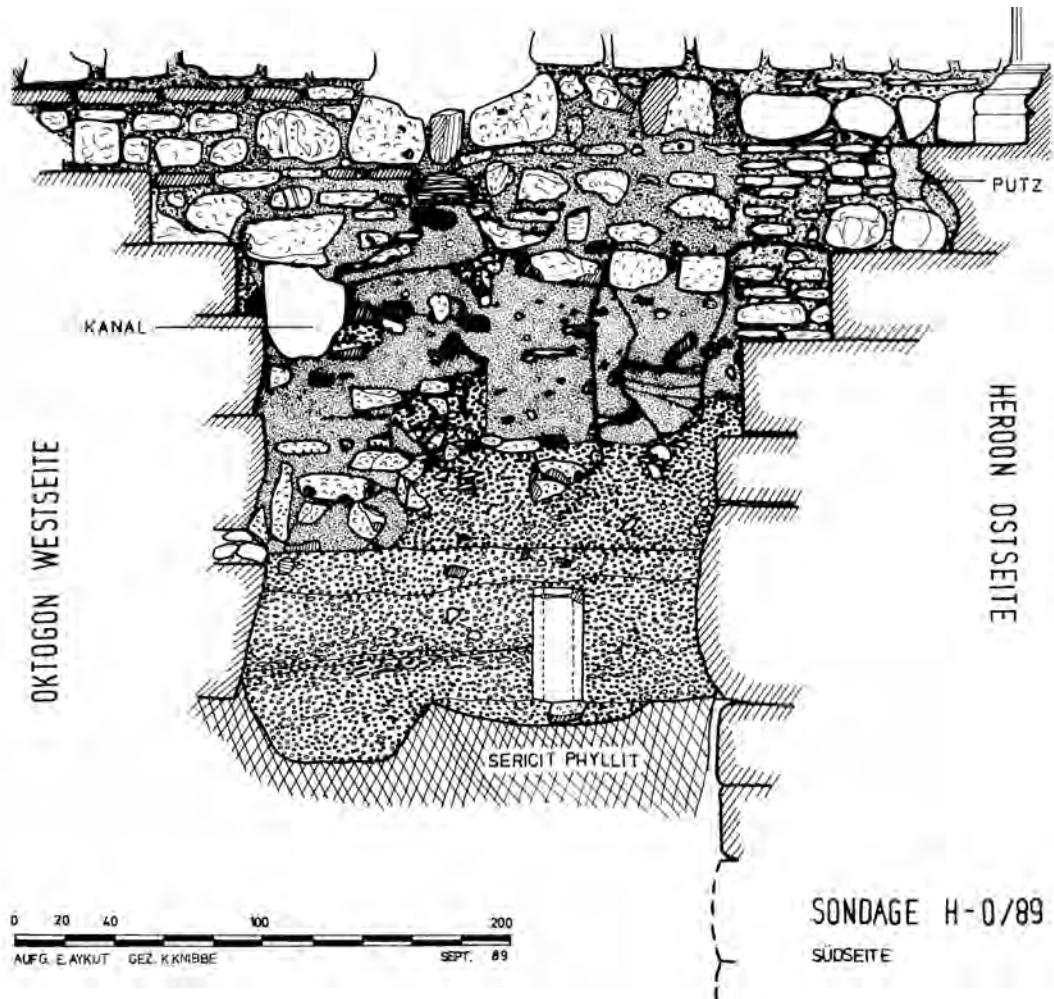 PUTZ
KANAL
OKTOGON WESTSEITE
HEROON OSTSEITE
SERICIT PHYLLIT
0 20 40 100 200
AUFG. E. AYKUT GEZ. K. KNIBBE SEPT. 89
SONDAGE H-O/89
SÜDSEITE